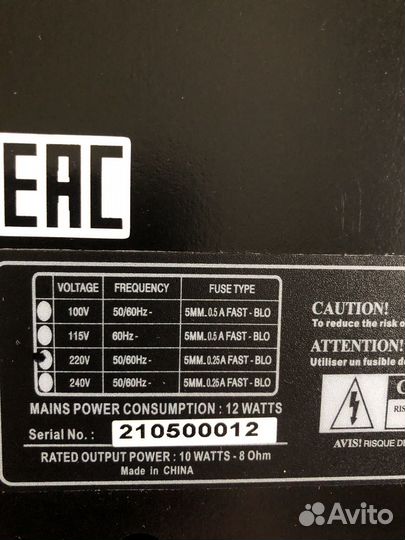 EAC
VOLTAGE FREQUENCY FUSE TYPE
100V 50/60Hz~ 5MM..0.5 A FAST - BLO
115V 60Hz~ 5MM..0.5 A FAST - BLO
220V 50/60Hz~ 5MM..0.25 A FAST - BLO
240V 50/60Hz~ 5MM..0.25 A FAST - BLO
MAINS POWER CONSUMPTION : 12 WATTS
Serial No.: 210500012
RATED OUTPUT POWER : 10 WATTS - 8 Ohm
Made in CHINA
CAUTION!
To reduce the risk o
ATTENTION!
Utiliser un fusible d
C
RIS
AVIS! RISQUE DE
Avito